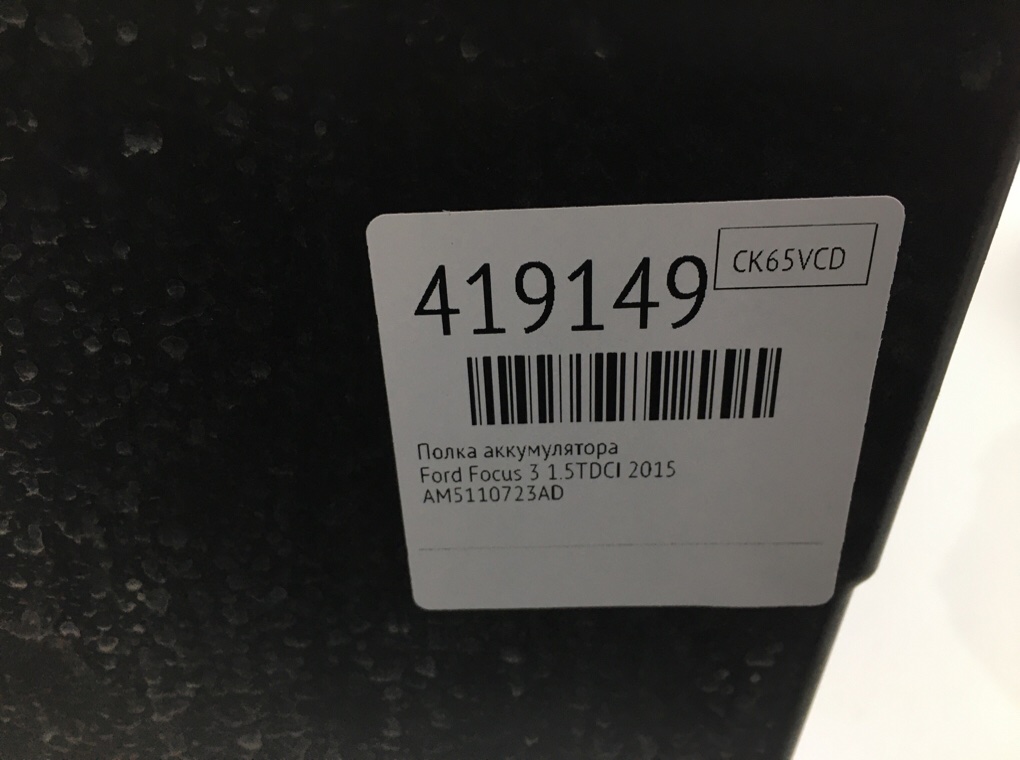 419149
CK65VCD
Полка аккумулятора
Ford Focus 3 1.5TDCI 2015
AM5110723AD